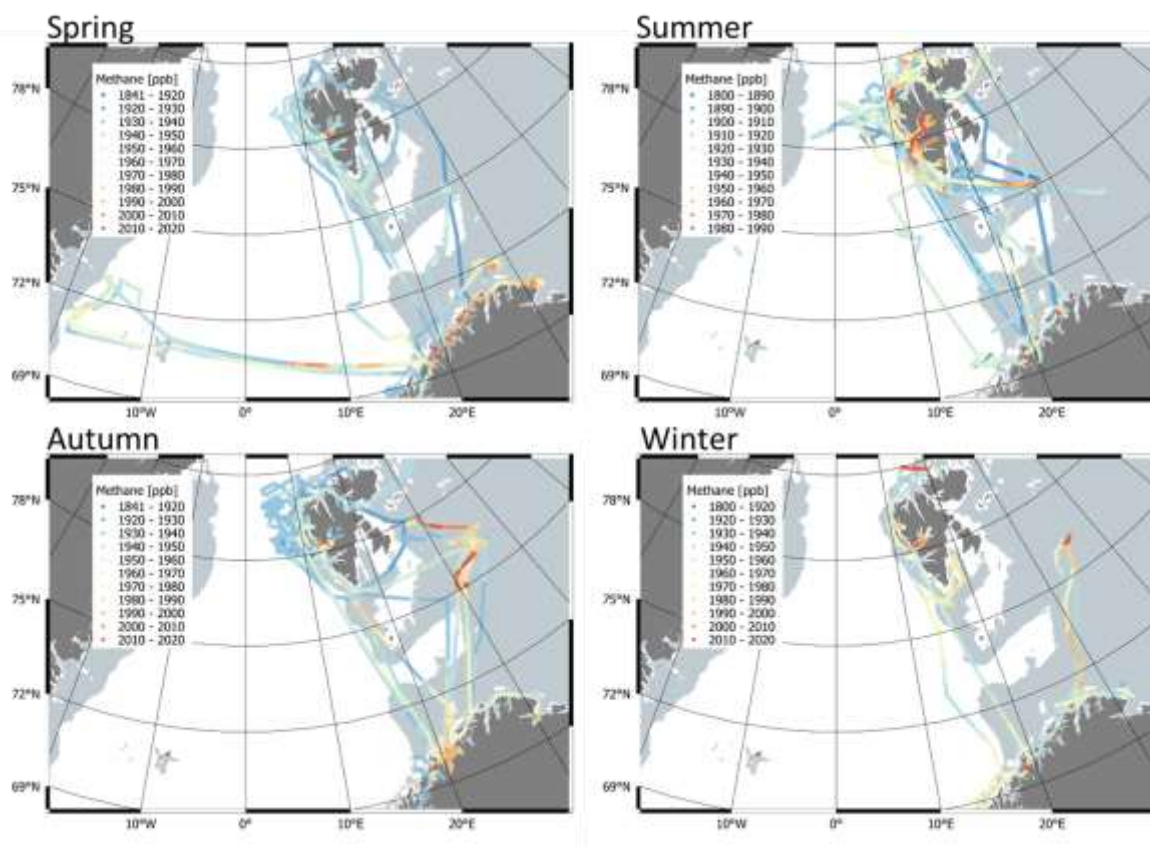 Spring
Methane [ppb]
1841 - 1920
1920 - 1930
1930 - 1940
1940 - 1950
1950 - 1960
1960 - 1970
1970 - 1980
1980 - 1990
1990 - 2000
2000 - 2010
2010 - 2020
78°N
75°N
72°N
69°N
10°W
0°
10°E
20°E
Summer
Methane [ppb]
1800 - 1890
1890 - 1900
1900 - 1910
1910 - 1920
1920 - 1930
1930 - 1940
1940 - 1950
1950 - 1960
1960 - 1970
1970 - 1980
1980 - 1990
78°N
75°N
72°N
69°N
10°W
0°
10°E
20°E
Autumn
Methane [ppb]
1841 - 1920
1920 - 1930
1930 - 1940
1940 - 1950
1950 - 1960
1960 - 1970
1970 - 1980
1980 - 1990
1990 - 2000
2000 - 2010
2010 - 2020
78°N
75°N
72°N
69°N
10°W
0°
10°E
20°E
Winter
Methane [ppb]
1800 - 1920
1920 - 1930
1930 - 1940
1940 - 1950
1950 - 1960
1960 - 1970
1970 - 1980
1980 - 1990
1990 - 2000
2000 - 2010
2010 - 2020
78°N
75°N
72°N
69°N
10°W
0°
10°E
20°E